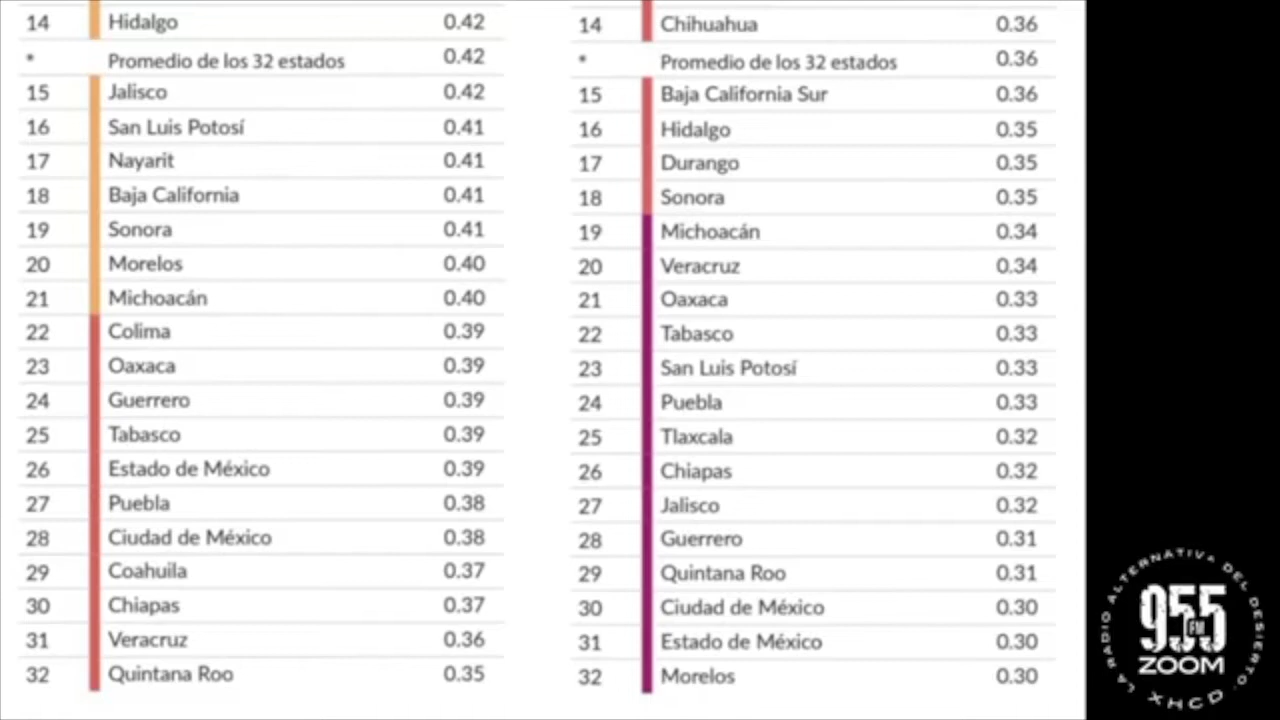 14 Hidalgo 0.42
* Promedio de los 32 estados 0.42
15 Jalisco 0.42
16 San Luis Potosí 0.41
17 Nayarit 0.41
18 Baja California 0.41
19 Sonora 0.41
20 Morelos 0.40
21 Michoacán 0.40
22 Colima 0.39
23 Oaxaca 0.39
24 Guerrero 0.39
25 Tabasco 0.39
26 Estado de México 0.39
27 Puebla 0.38
28 Ciudad de México 0.38
29 Coahuila 0.37
30 Chiapas 0.37
31 Veracruz 0.36
32 Quintana Roo 0.35
14 Chihuahua 0.36
* Promedio de los 32 estados 0.36
15 Baja California Sur 0.36
16 Hidalgo 0.35
17 Durango 0.35
18 Sonora 0.35
19 Michoacán 0.34
20 Veracruz 0.34
21 Oaxaca 0.33
22 Tabasco 0.33
23 San Luis Potosí 0.33
24 Puebla 0.33
25 Tlaxcala 0.32
26 Chiapas 0.32
27 Jalisco 0.32
28 Guerrero 0.31
29 Quintana Roo 0.31
30 Ciudad de México 0.30
31 Estado de México 0.30
32 Morelos 0.30
LA RADIO ALTERNATIVA DEL DESIERTO.
95.5
FM
ZOOM
XHCD